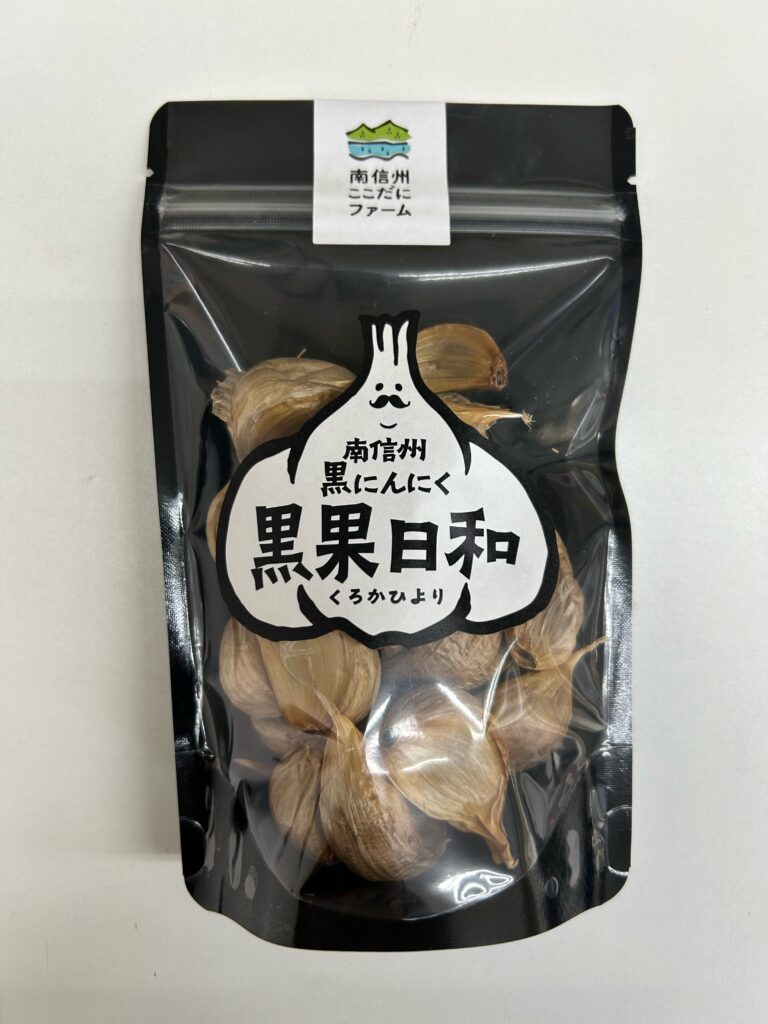 南信州
ここだに
ファーム
南信州
黒にんにく
黒果日和
くろかひより